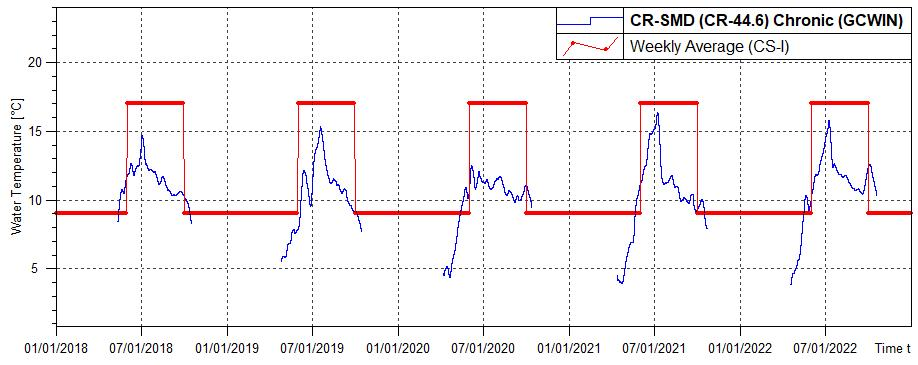 CR-SMD (CR-44.6) Chronic (GCWIN)
Weekly Average (CS-I)
Water Temperature [°C]
20
15
10
5
01/01/2018 07/01/2018 01/01/2019 07/01/2019 01/01/2020 07/01/2020 01/01/2021 07/01/2021 01/01/2022 07/01/2022 Time t